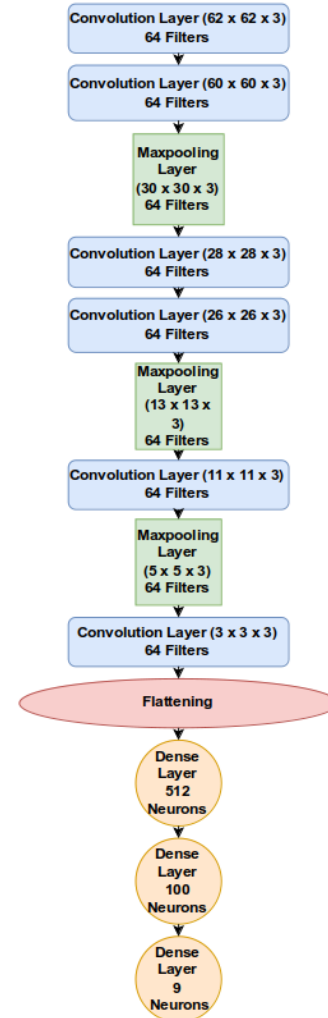 Convolution Layer (62 x 62 x 3)
64 Filters
Convolution Layer (60 x 60 x 3)
64 Filters
Maxpooling
Layer
(30 x 30 x 3)
64 Filters
Convolution Layer (28 x 28 x 3)
64 Filters
Convolution Layer (26 x 26 x 3)
64 Filters
Maxpooling
Layer
(13 x 13 x
3)
64 Filters
Convolution Layer (11 x 11 x 3)
64 Filters
Maxpooling
Layer
(5 x 5 x 3)
64 Filters
Convolution Layer (3 x 3 x 3)
64 Filters
Flattening
Dense
Layer
512
Neurons
Dense
Layer
100
Neurons
Dense
Layer
9
Neurons